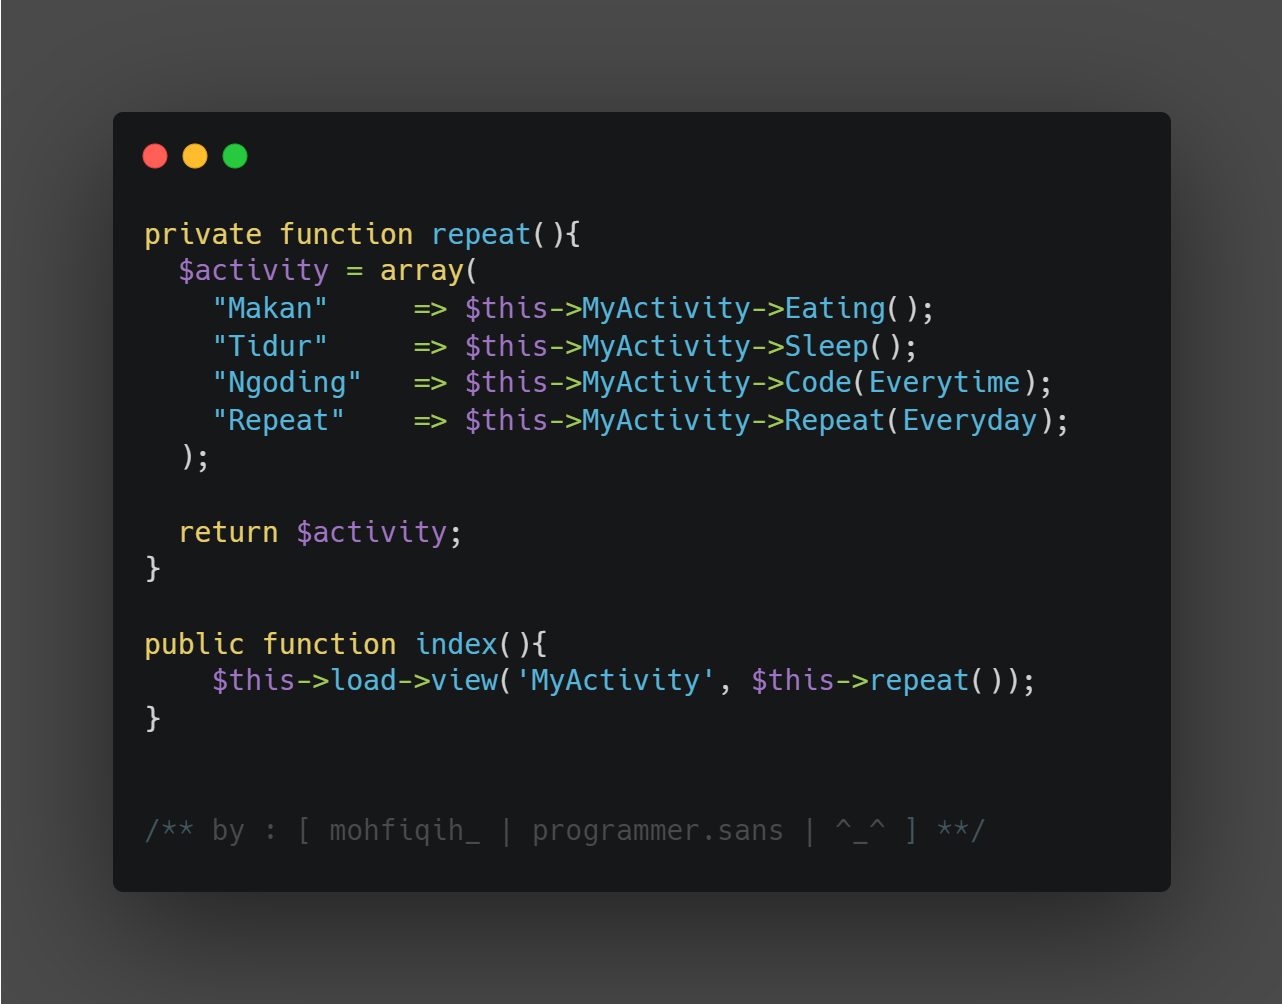 private function repeat(){
  $activity = array(
    "Makan"     => $this->MyActivity->Eating();
    "Tidur"     => $this->MyActivity->Sleep();
    "Ngoding"   => $this->MyActivity->Code(Everytime);
    "Repeat"    => $this->MyActivity->Repeat(Everyday);
  );
  return $activity;
}
public function index(){
    $this->load->view('MyActivity', $this->repeat());
}
/** by : [ mohfiqih_ | programmer.sans | ^_^ ] **/